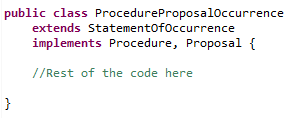 public class ProcedureProposalOccurrence
    extends StatementOfOccurrence
    implements Procedure, Proposal {

    //Rest of the code here

}